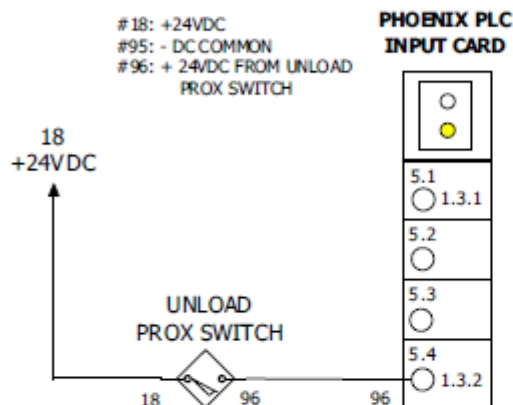 #18: +24VDC
#95: - DC COMMON
#96: + 24VDC FROM UNLOAD
PROX SWITCH
PHOENIX PLC
INPUT CARD
18
+24VDC
5.1
1.3.1
5.2
5.3
5.4
1.3.2
UNLOAD
PROX SWITCH
18
96
96